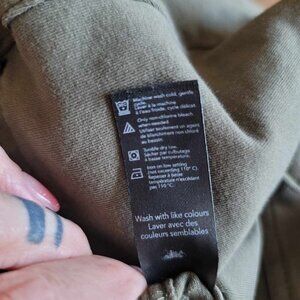 Machine wash cold, gentle
cycle.
Laver à la machine
à l'eau froide, cycle délicat.
Only non-chlorine bleach
when needed.
Utiliser seulement un agent
de blanchiment non chloré
au besoin.
Tumble dry low.
Sécher par culbutage
à basse température.
Iron on low setting
(not exceeding 110° C)
Repasser à basse
température n'excédant
pas 110° C.
Wash with like colours
Laver avec des
couleurs semblables